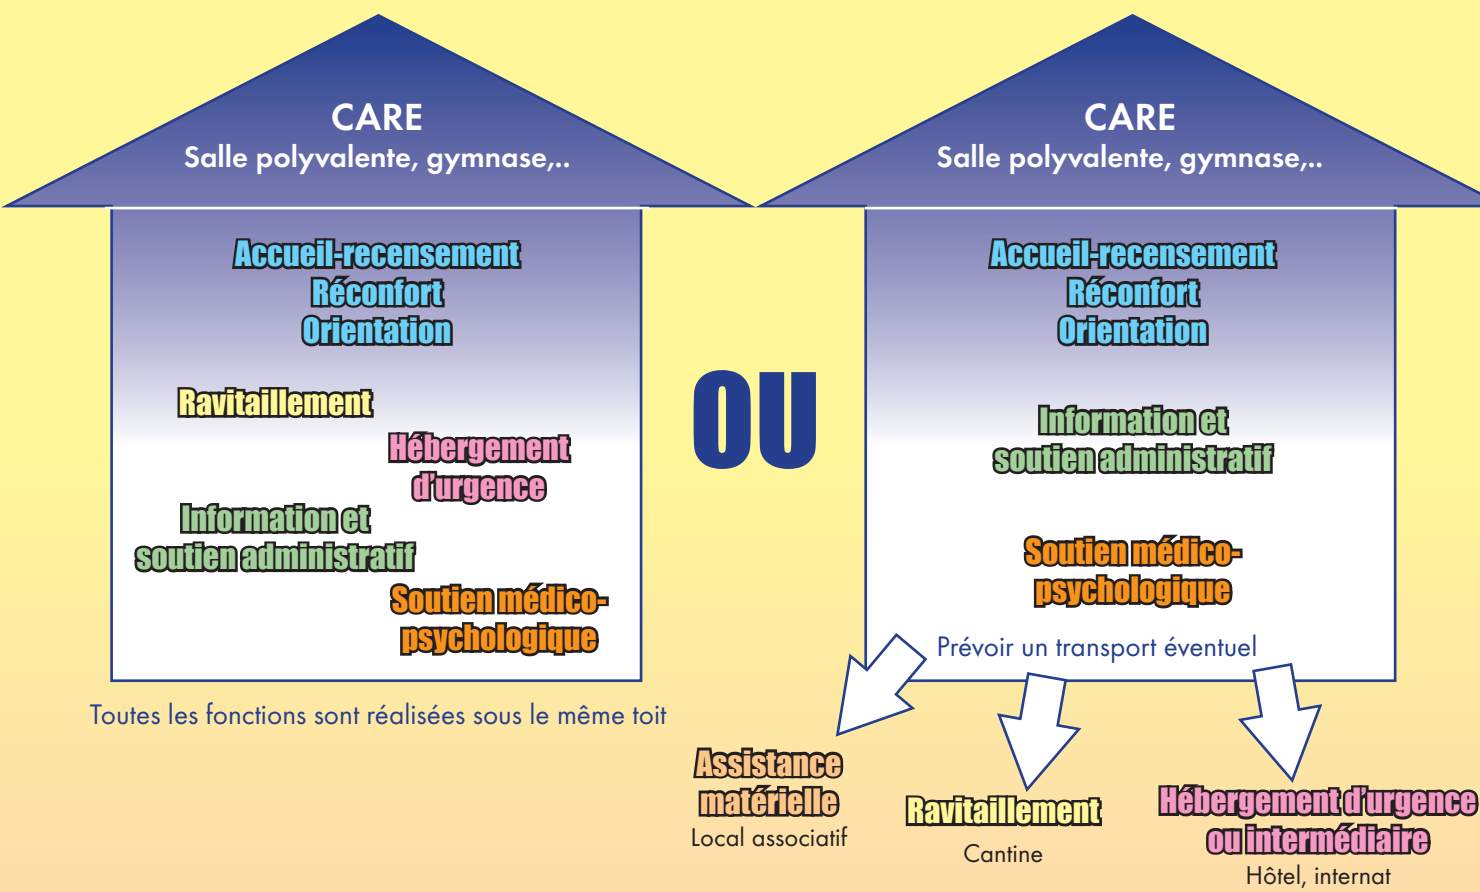 CARE
Salle polyvalente, gymnase,..
Accueil-recensement
Réconfort
Orientation
Ravitaillement
Hébergement
d'urgence
Information et
soutien administratif
Soutien médico-
psychologique
Toutes les fonctions sont réalisées sous le même toit
OU
CARE
Salle polyvalente, gymnase,..
Accueil-recensement
Réconfort
Orientation
Information et
soutien administratif
Soutien médico-
psychologique
Prévoir un transport éventuel
Assistance
matérielle
Local associatif
Ravitaillement
Cantine
Hébergement d'urgence
ou intermédiaire
Hôtel, internat